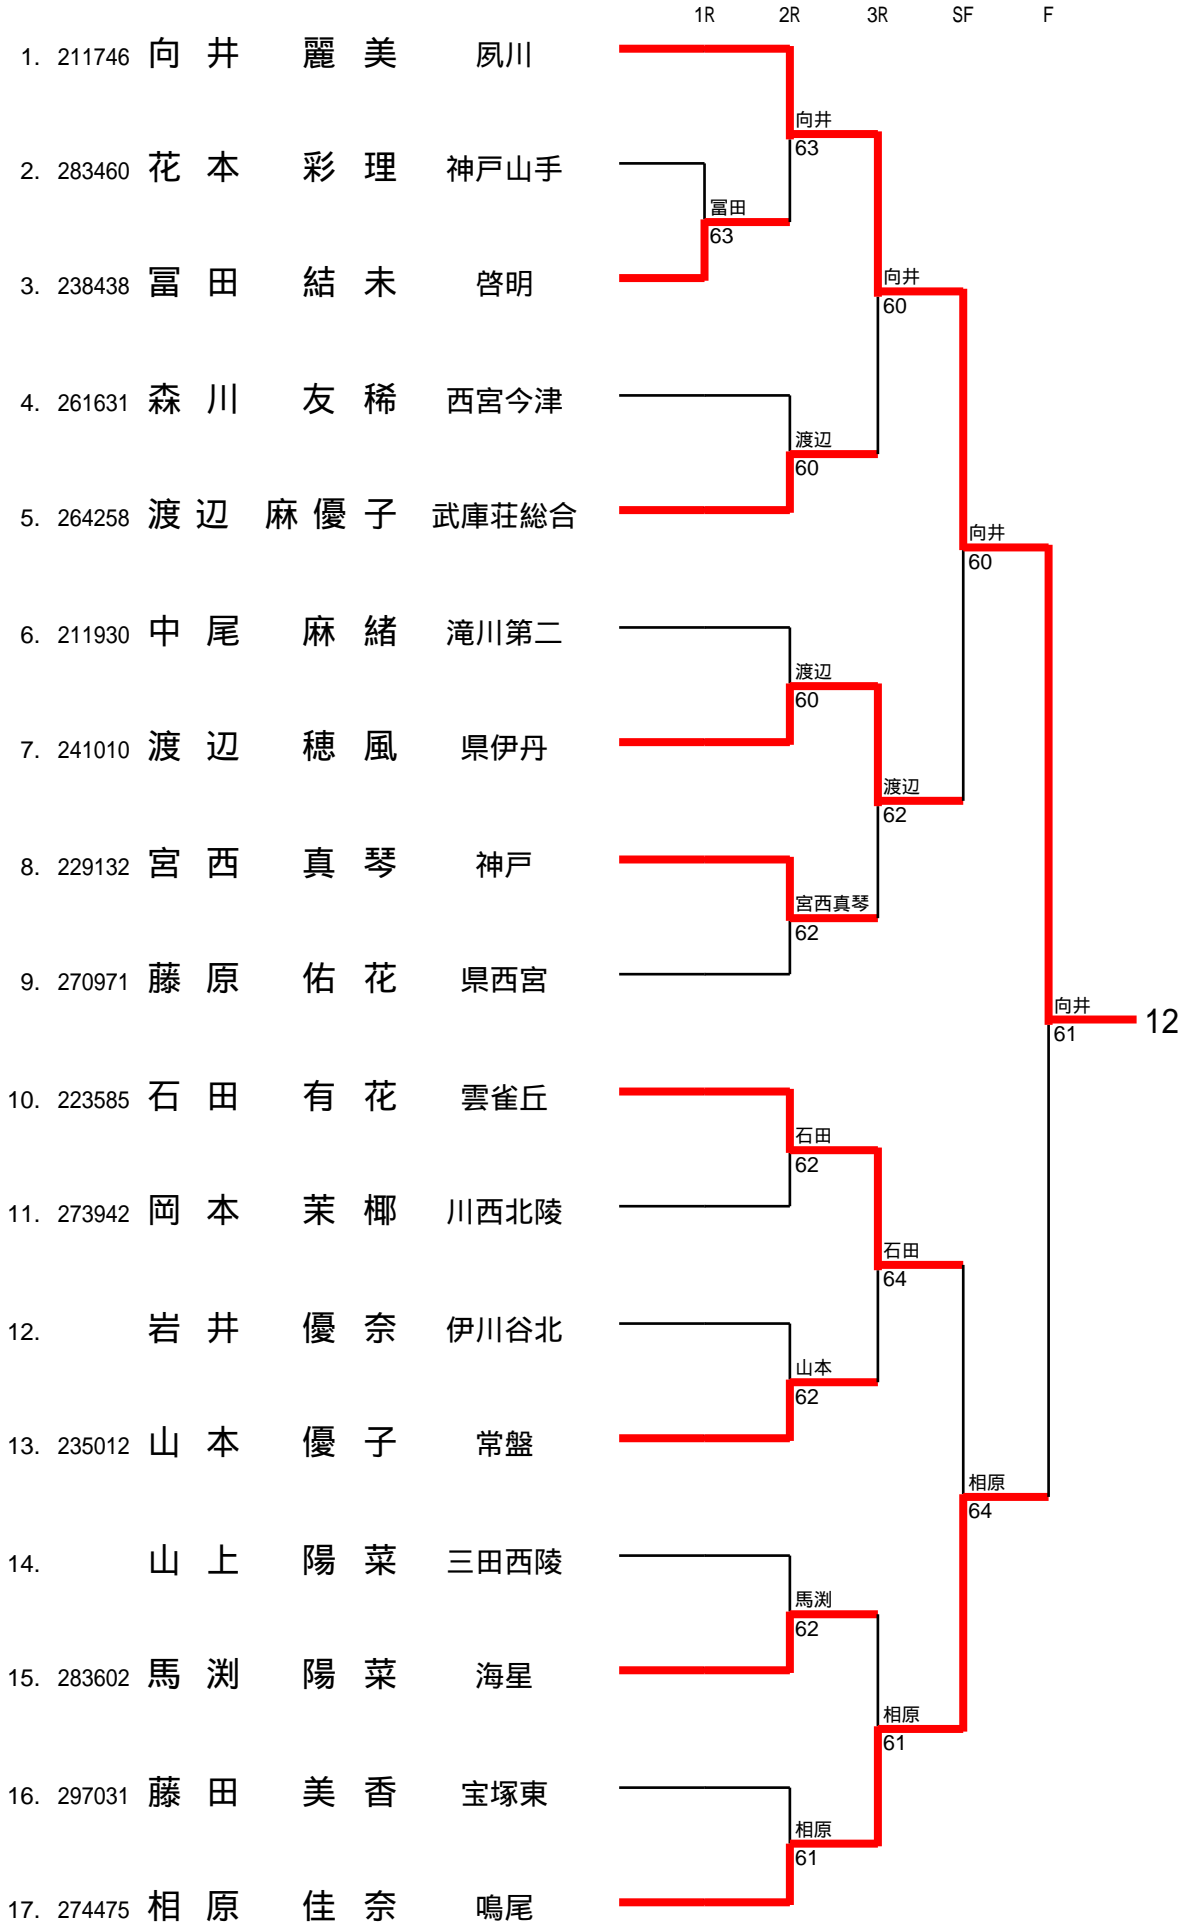 1R 2R 3R SF F
1. 211746 向井 麗美 夙川
向井
63
2. 283460 花本 彩理 神戸山手
冨田
63
3. 238438 冨田 結未 啓明
向井
60
4. 261631 森川 友稀 西宮今津
渡辺
60
5. 264258 渡辺 麻優子 武庫荘総合
向井
60
6. 211930 中尾 麻緒 滝川第二
渡辺
60
7. 241010 渡辺 穂風 県伊丹
渡辺
62
8. 229132 宮西 真琴 神戸
宮西真琴
62
9. 270971 藤原 佑花 県西宮
向井
61
12
10. 223585 石田 有花 雲雀丘
石田
62
11. 273942 岡本 茉椰 川西北陵
石田
64
12. 岩井 優奈 伊川谷北
山本
62
13. 235012 山本 優子 常盤
相原
64
14. 山上 陽菜 三田西陵
馬渕
62
15. 283602 馬渕 陽菜 海星
相原
61
16. 297031 藤田 美香 宝塚東
相原
61
17. 274475 相原 佳奈 鳴尾